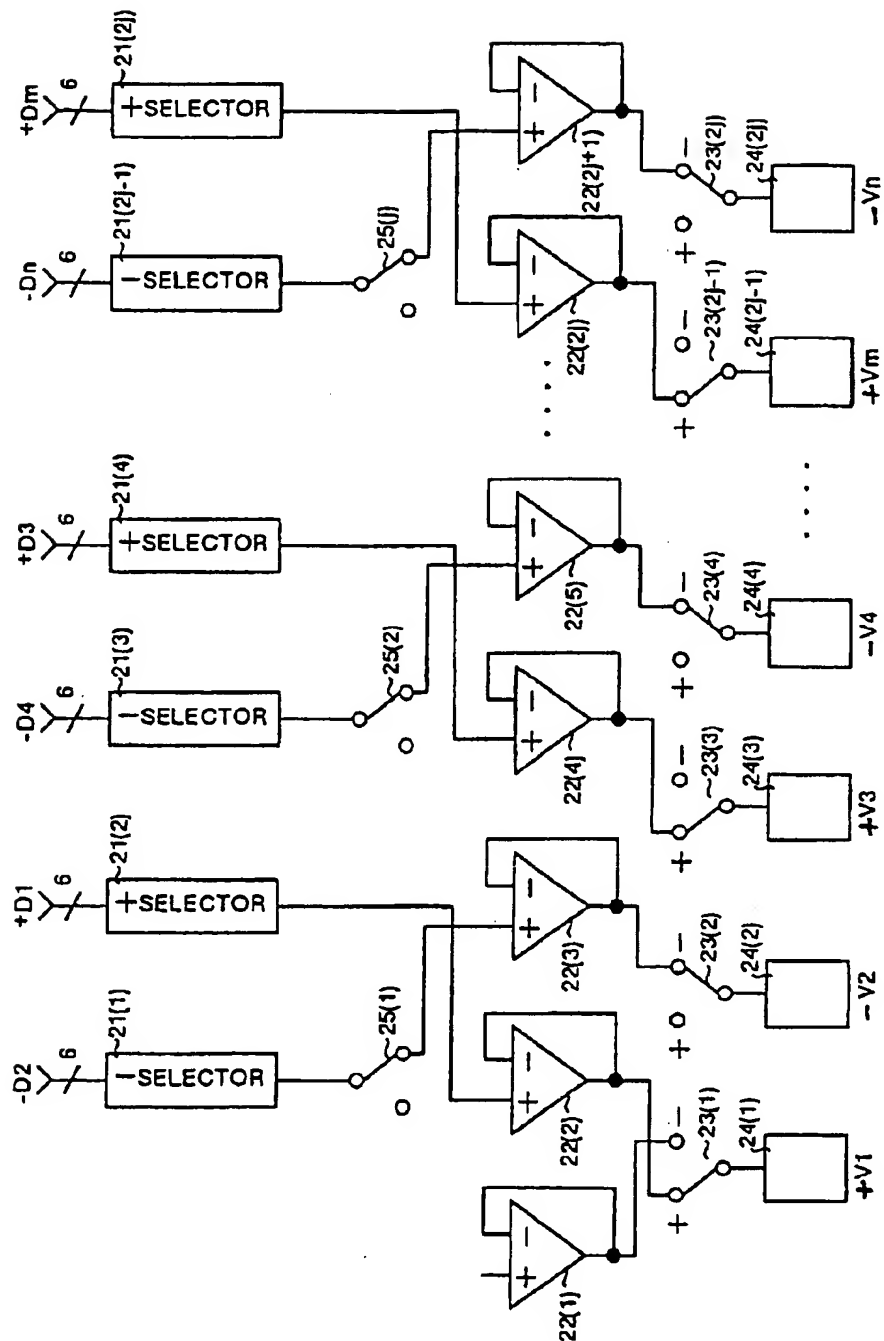 -D2
6
+D1
6
-D4
6
+D3
6
-Dn
6
+Dm
6
21(1)
21(2)
21(3)
21(4)
21(2j-1)
21(2j)
−SELECTOR
+SELECTOR
−SELECTOR
+SELECTOR
−SELECTOR
+SELECTOR
25(1)
25(2)
25(j)
+ −
+ −
+ −
+ −
+ −
+ −
+ −
22(1)
22(2)
22(3)
22(4)
22(5)
22(2j)
22(2j+1)
.....
+ −
+ −
+ −
+ −
+ −
+ −
23(1)
23(2)
23(3)
23(4)
23(2j-1)
23(2j)
24(1)
24(2)
24(3)
24(4)
24(2j-1)
24(2j)
.....
+V1
−V2
+V3
−V4
+Vm
−Vn